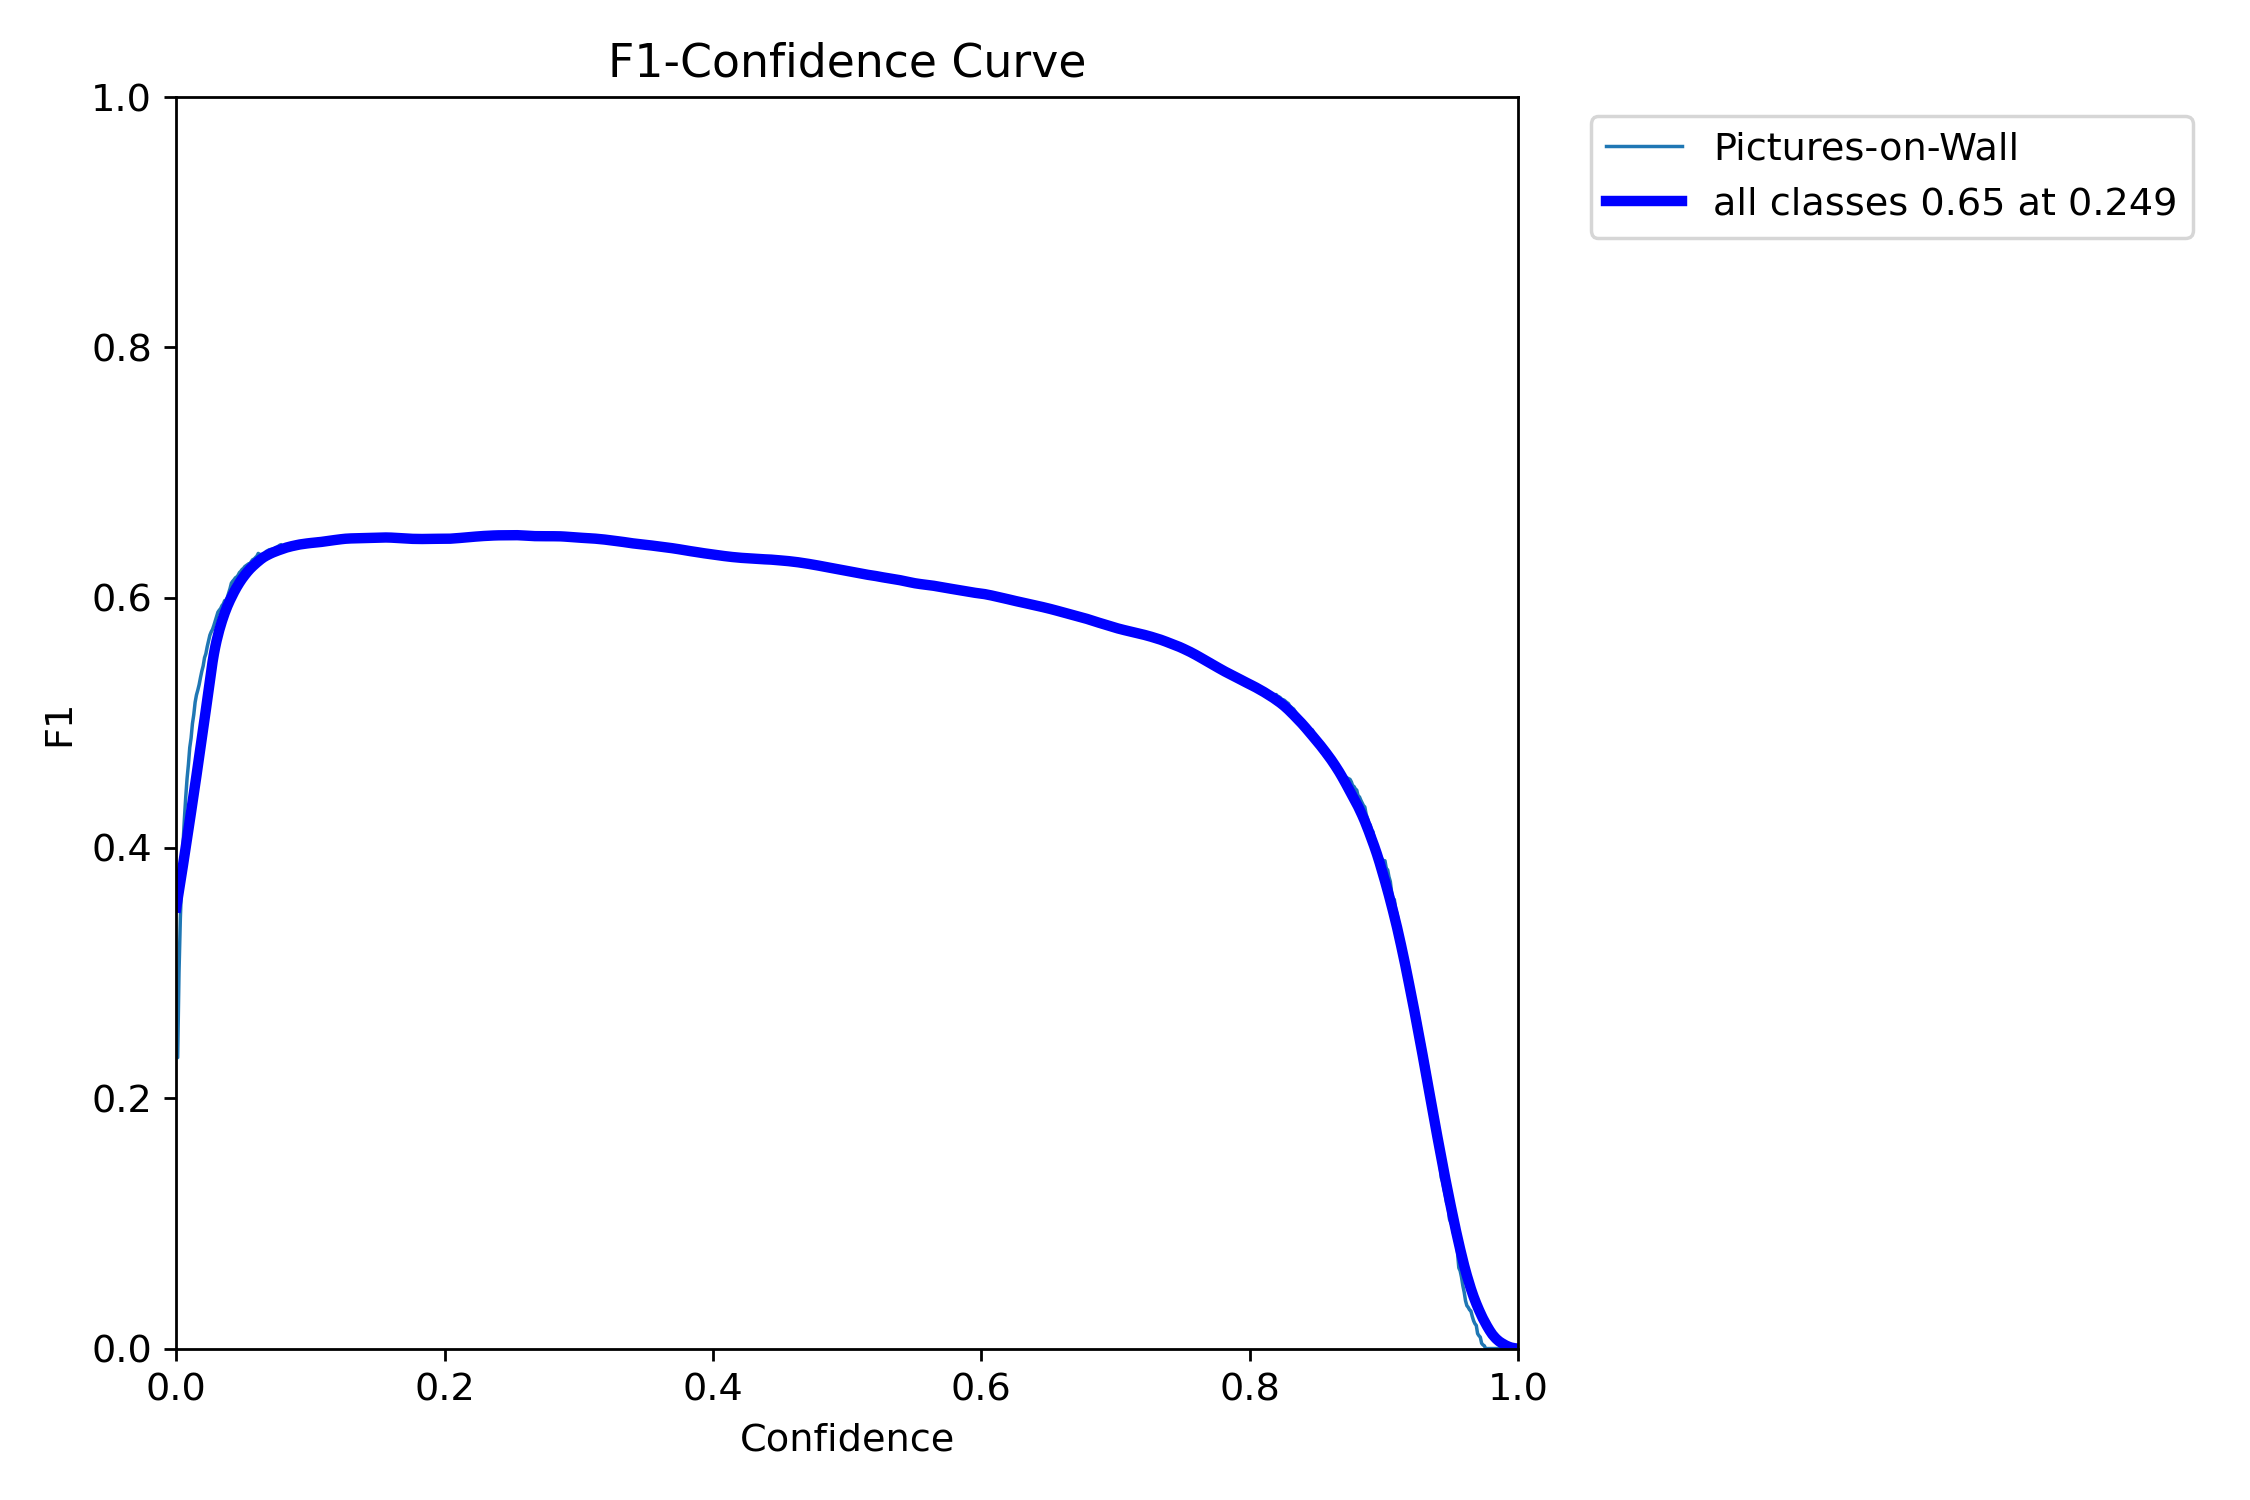 F1-Confidence Curve
1.0
0.8
0.6
0.4
0.2
0.0
F1
0.0 0.2 0.4 0.6 0.8 1.0
Confidence
Pictures-on-Wall
all classes 0.65 at 0.249